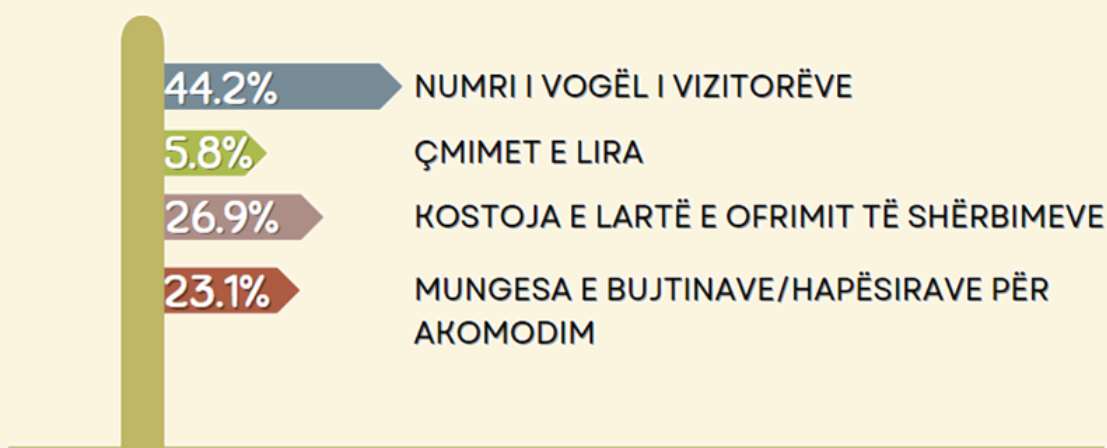 44.2% NUMRI I VOGËL I VIZITORËVE
5.8% ÇMIMET E LIRA
26.9% KOSTOJA E LARTË E OFRIMIT TË SHËRBIMEVE
23.1% MUNGESA E BUJTINAVE/HAPËSIRAVE PËR
AKOMODIM